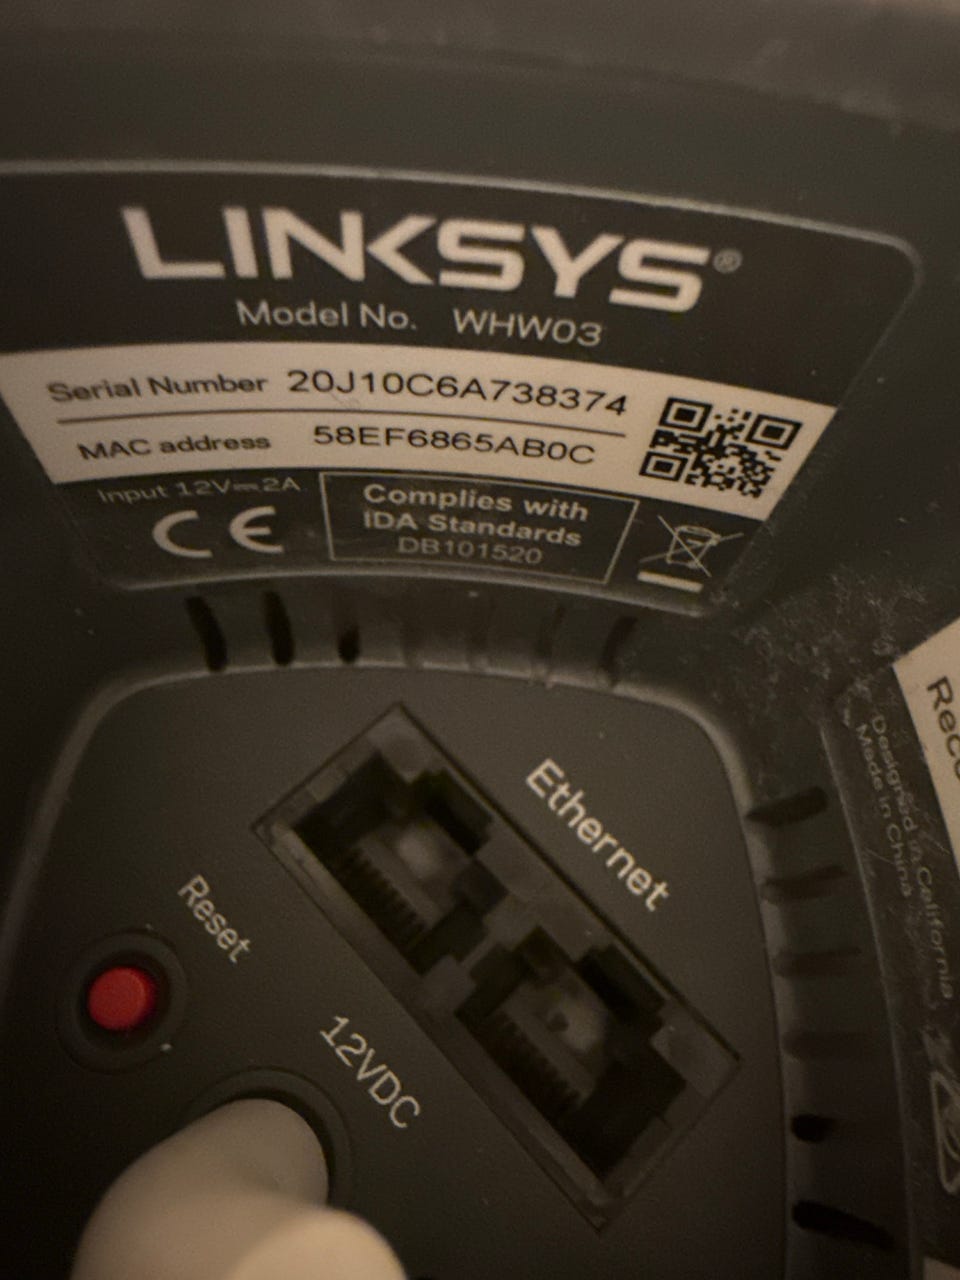 LINKSYS®
Model No. WHW03
Serial Number 20J10C6A738374
MAC address 58EF6865AB0C
Input 12V⎓2A
CE
Complies with
IDA Standards
DB101520
Ethernet
Reset
12VDC
Designed in California
Made in China